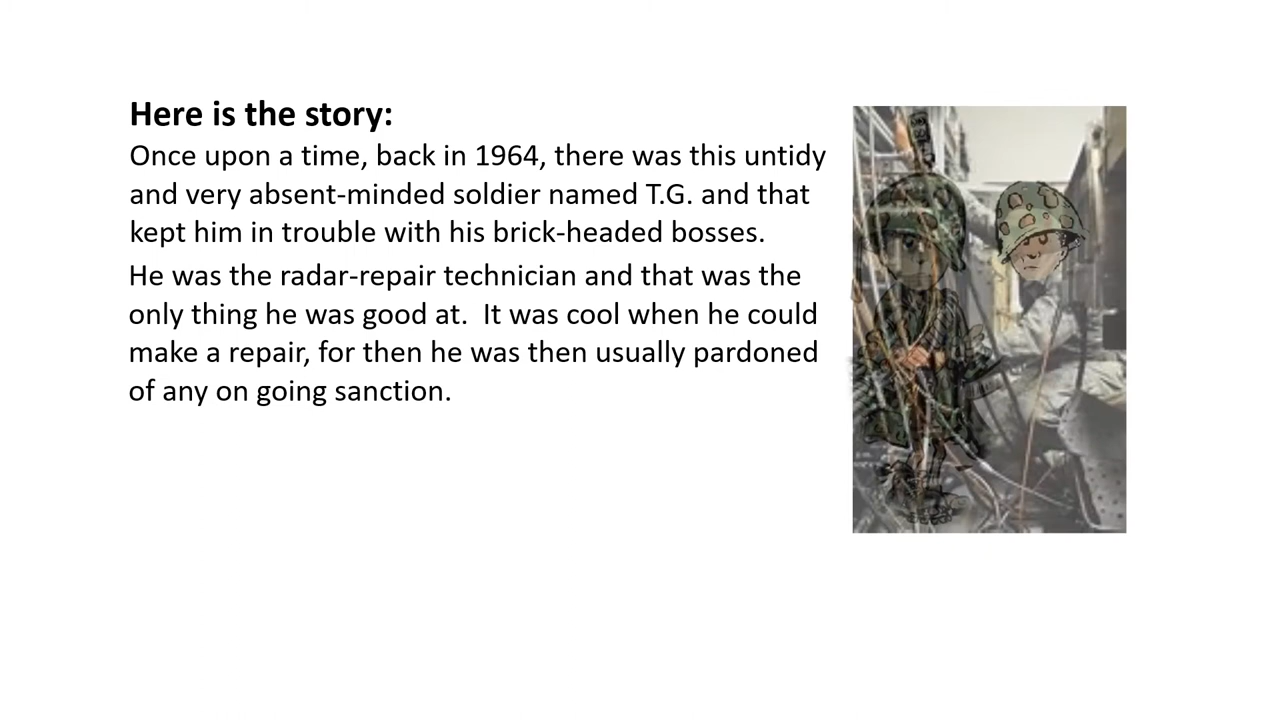 Here is the story:
Once upon a time, back in 1964, there was this untidy
and very absent-minded soldier named T.G. and that
kept him in trouble with his brick-headed bosses.
He was the radar-repair technician and that was the
only thing he was good at.  It was cool when he could
make a repair, for then he was then usually pardoned
of any on going sanction.